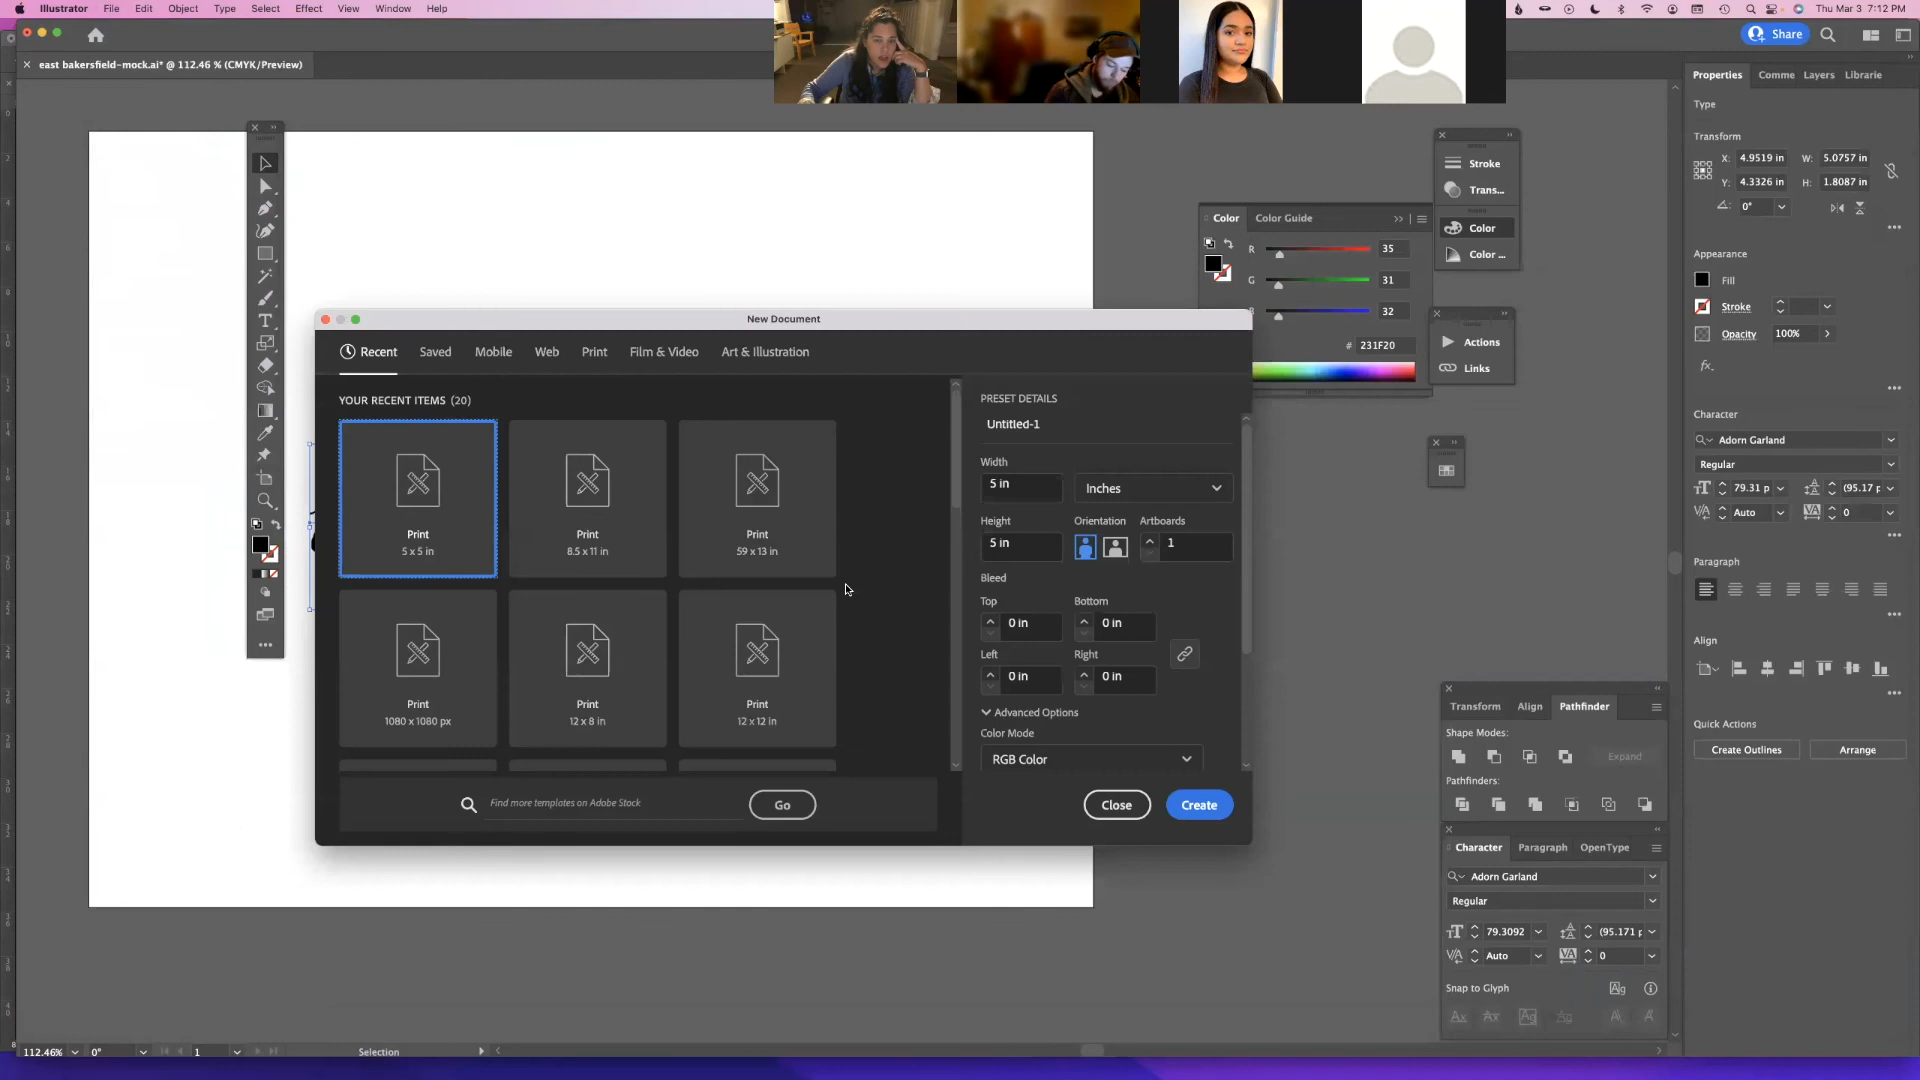 Illustrator File Edit Object Type Select Effect View Window Help
Thu Mar 3 7:12 PM
Share
east bakersfield-mock.ai* @ 112.46 % (CMYK/Preview)
Properties Comme Layers Librarie
Type
Transform
X: 4.9519 in W: 5.0757 in
Y: 4.3326 in H: 1.8087 in
0°
Appearance
Fill
Stroke
Opacity 100%
fx.
Character
Adorn Garland
Regular
79.31 p (95.17 p
Auto 0
Paragraph
Align
Quick Actions
Create Outlines Arrange
Stroke
Trans...
Color
Color ...
Actions
Links
Color Color Guide
R 35
G 31
B 32
# 231F20
New Document
Recent Saved Mobile Web Print Film & Video Art & Illustration
YOUR RECENT ITEMS (20)
Print
5 x 5 in
Print
8.5 x 11 in
Print
59 x 13 in
Print
1080 x 1080 px
Print
12 x 8 in
Print
12 x 12 in
Find more templates on Adobe Stock Go
PRESET DETAILS
Untitled-1
Width
5 in Inches
Height Orientation Artboards
5 in 1
Bleed
Top Bottom
0 in 0 in
Left Right
0 in 0 in
Advanced Options
Color Mode
RGB Color
Close Create
Transform Align Pathfinder
Shape Modes:
Expand
Pathfinders:
Character Paragraph OpenType
Adorn Garland
Regular
79.3092 (95.171 p
Auto 0
Snap to Glyph
112.46% 0° 1 Selection